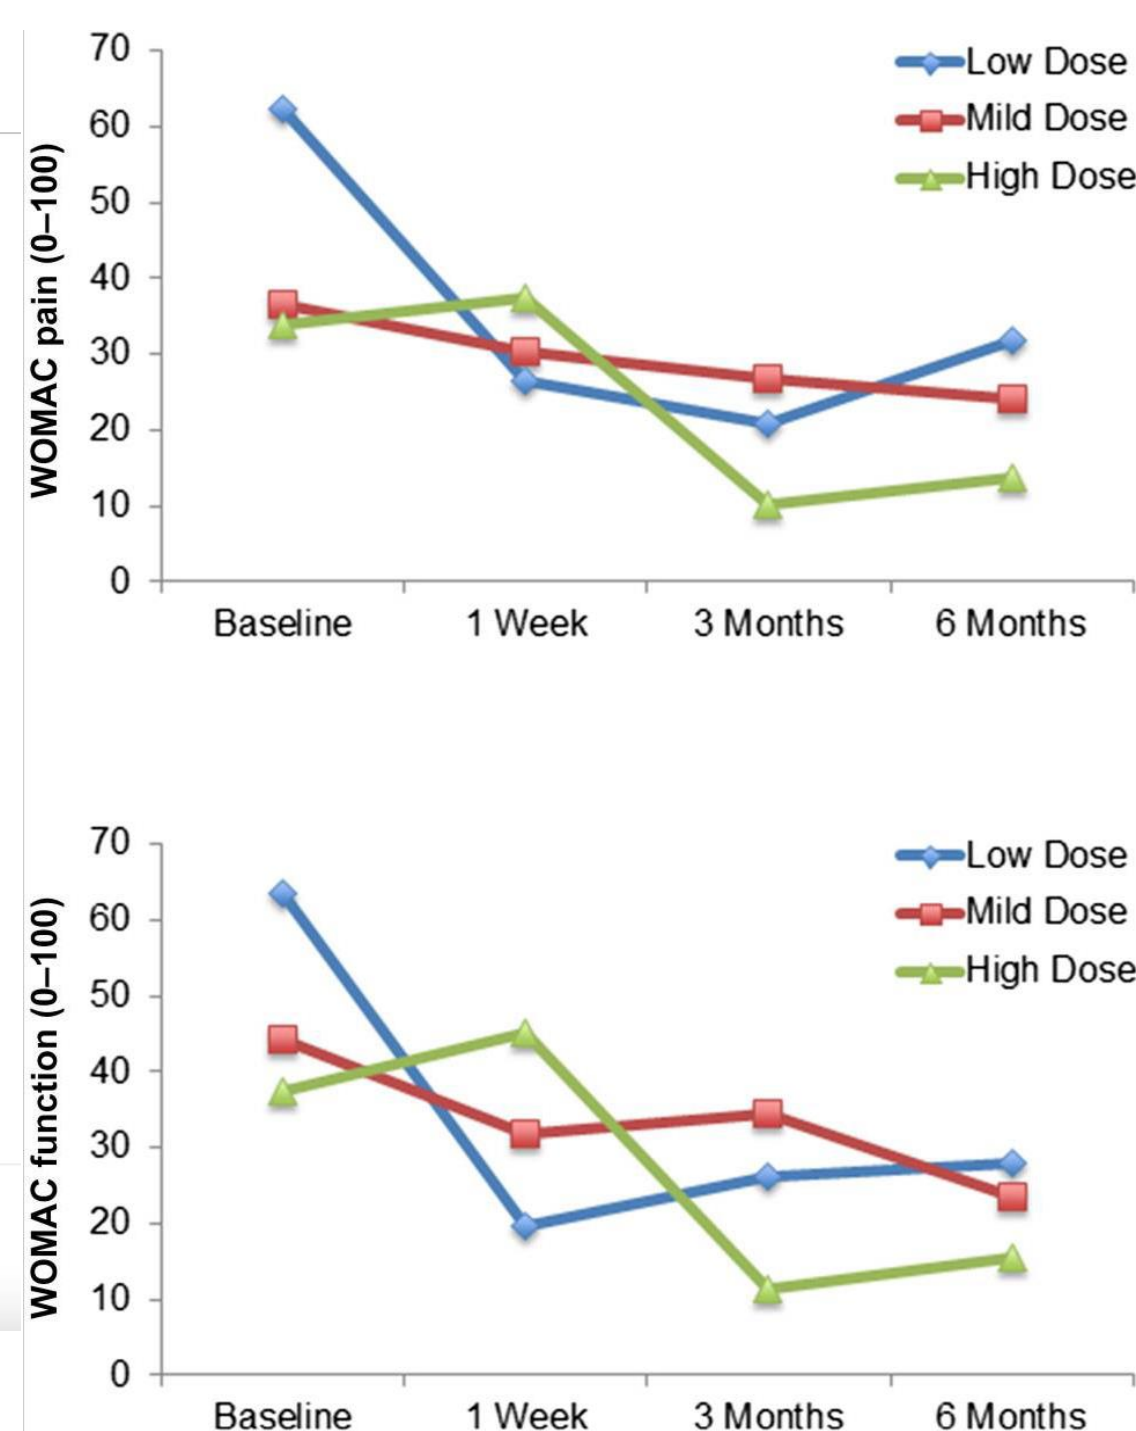 70
60
50
40
30
20
10
0
WOMAC pain (0–100)
Low Dose
Mild Dose
High Dose
Baseline 1 Week 3 Months 6 Months
70
60
50
40
30
20
10
0
WOMAC function (0–100)
Low Dose
Mild Dose
High Dose
Baseline 1 Week 3 Months 6 Months